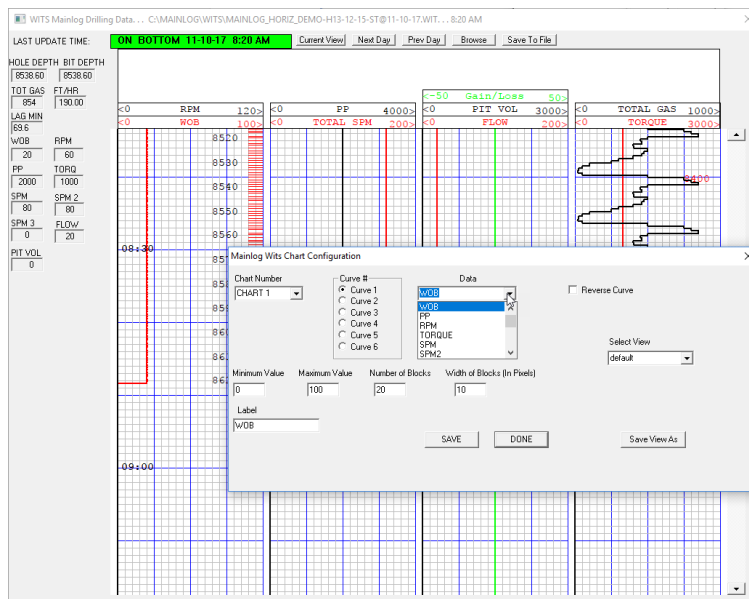 WITS Mainlog Drilling Data. . . C:\MAINLOG\WITS\MAINLOG_HORIZ_DEMO-H13-12-15-ST@11-10-17.WIT. . . 8:20 AM
LAST UPDATE TIME:
ON BOTTOM 11-10-17 8:20 AM
Current View Next Day Prev Day Browse Save To File
HOLE DEPTH BIT DEPTH
8538.60 8538.60
TOT GAS FT/HR
854 190.00
LAG MIN
69.6
WOB RPM
20 60
PP TORQ
2000 1000
SPM SPM 2
80 80
SPM 3 FLOW
0 20
PIT VOL
0
<-50 Gain/Loss 50>
<0 RPM 120> <0 PP 4000> <0 PIT VOL 3000> <0 TOTAL GAS 1000>
<0 WOB 100> <0 TOTAL SPM 200> <0 FLOW 200> <0 TORQUE 3000>
8520
8530
8540
8550
8560
8400
08:30
09:00
Mainlog Wits Chart Configuration
Chart Number
CHART 1
Curve #
Curve 1
Curve 2
Curve 3
Curve 4
Curve 5
Curve 6
Data
WOB
WOB
PP
RPM
TORQUE
SPM
SPM2
Reverse Curve
Select View
default
Minimum Value Maximum Value Number of Blocks Width of Blocks (In Pixels)
0 100 20 10
Label
WOB
SAVE DONE Save View As